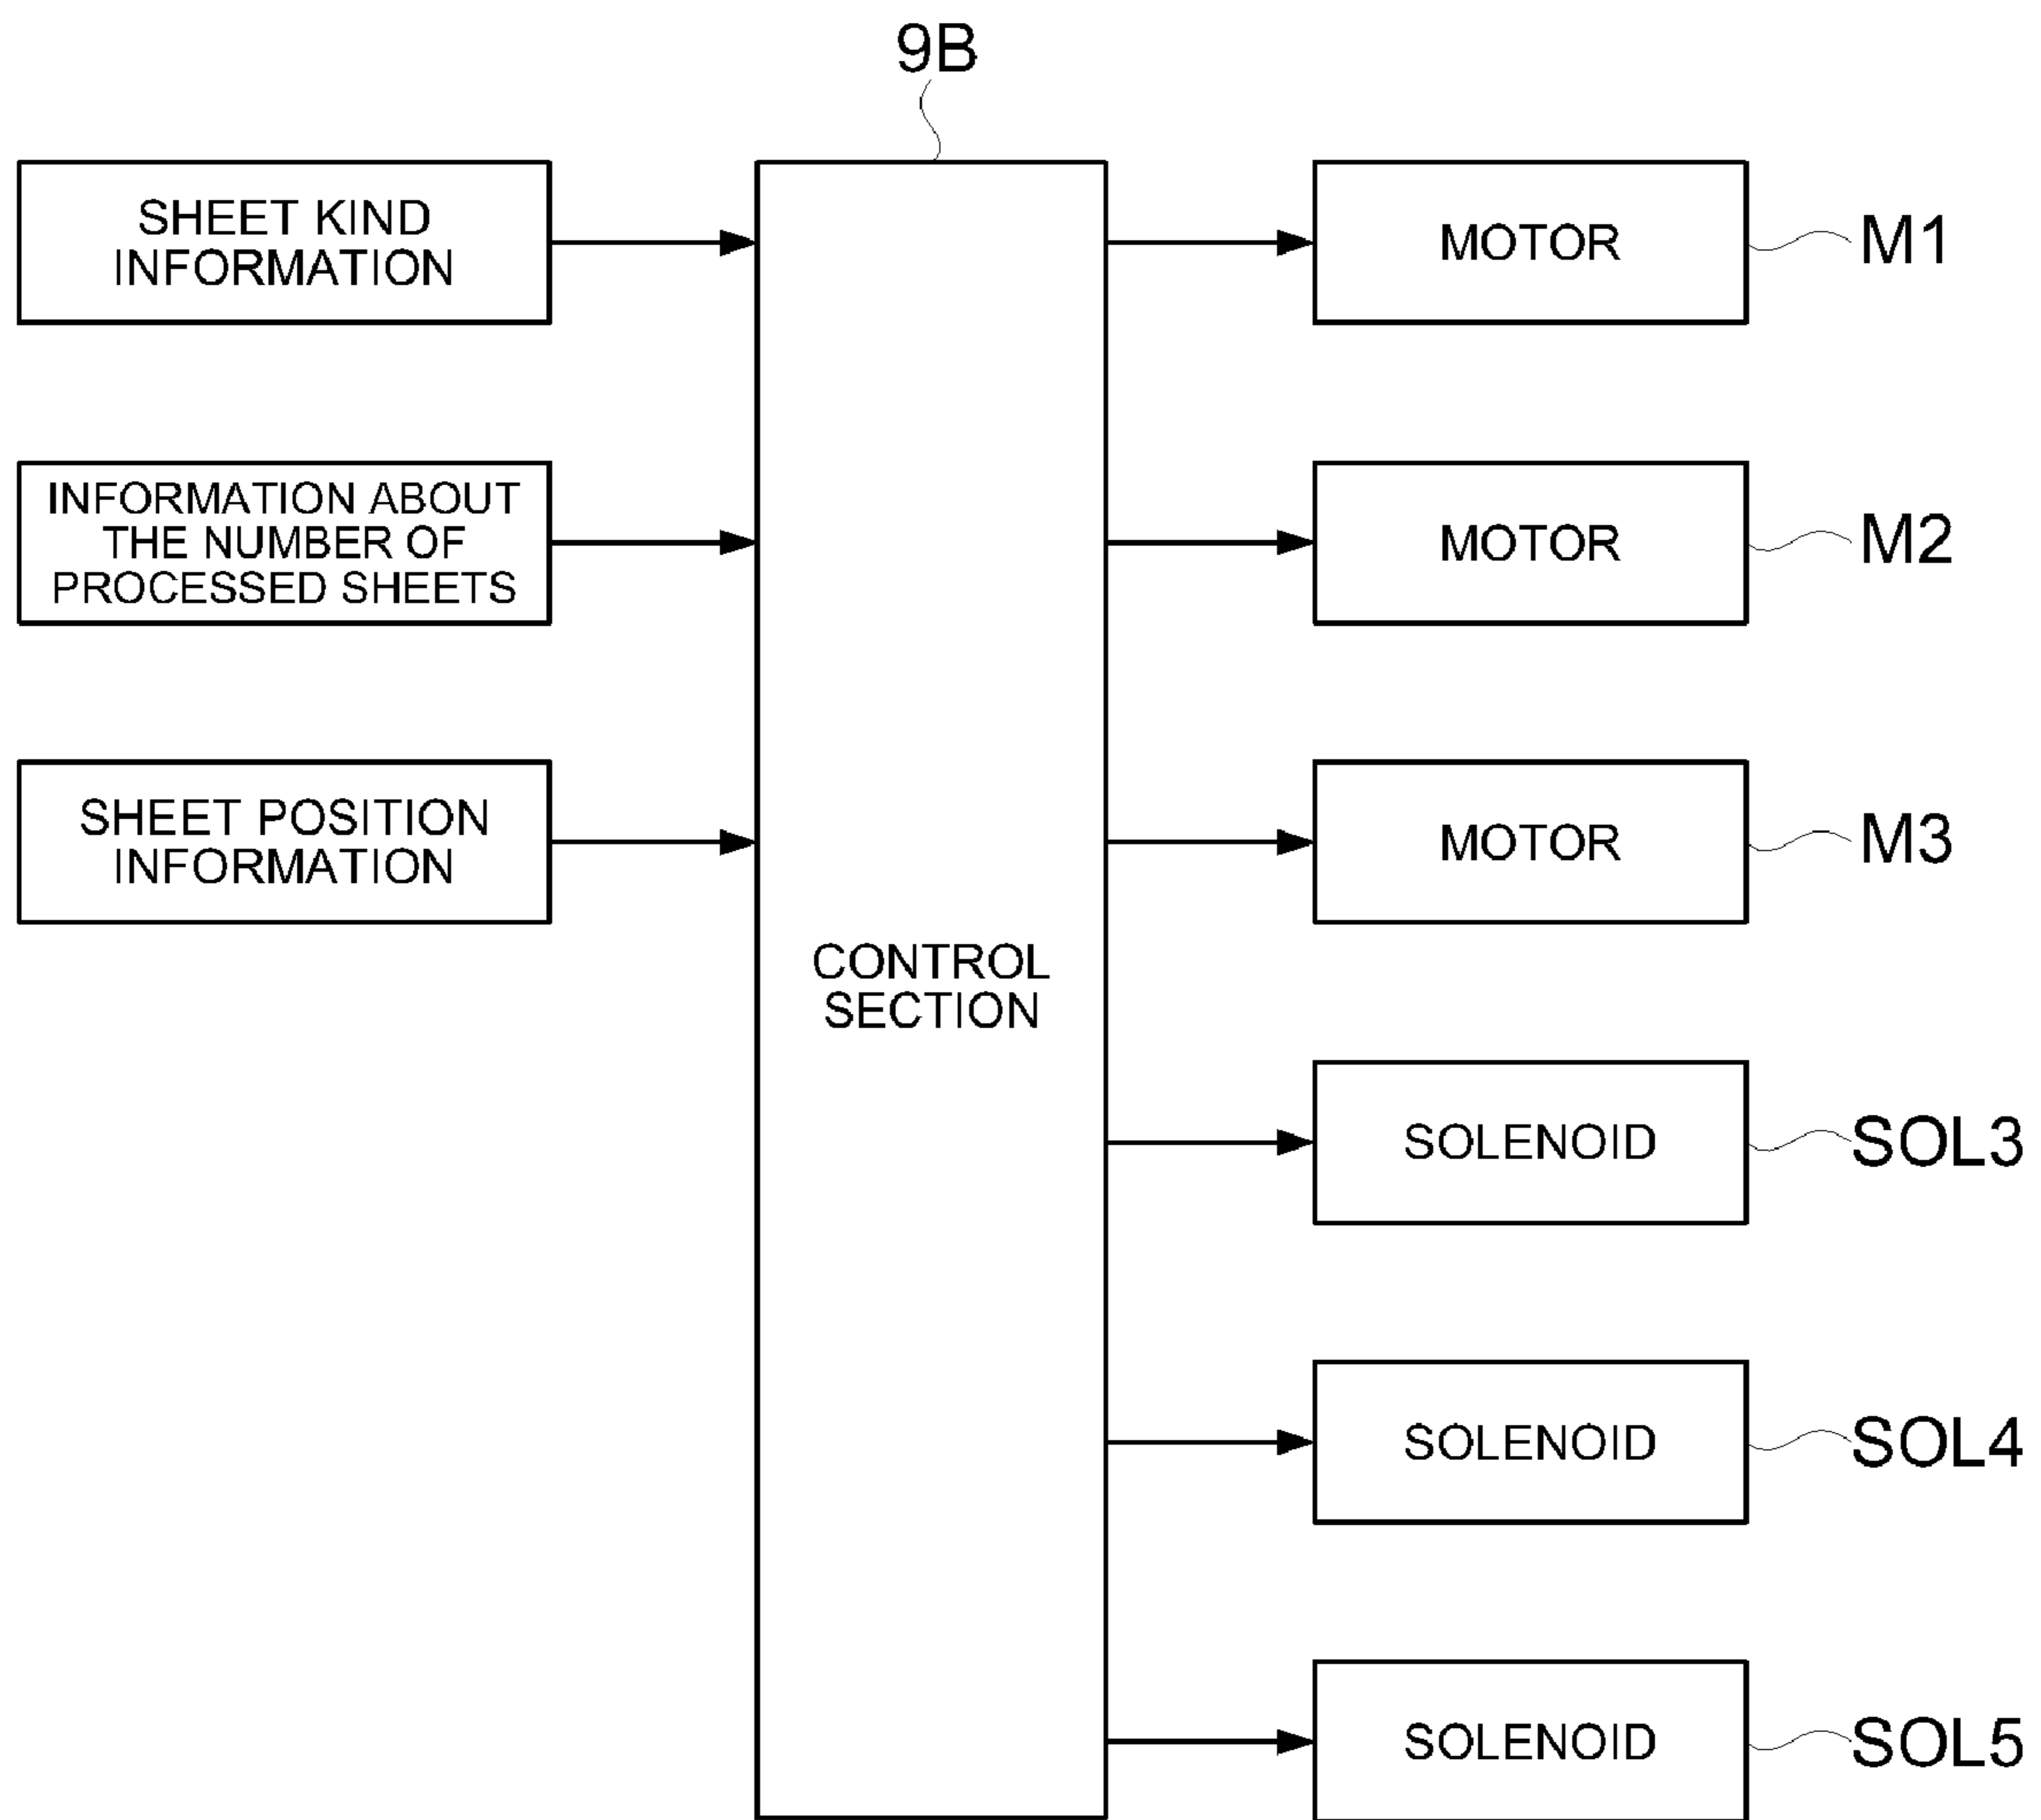 9B
SHEET KIND
INFORMATION
MOTOR
M1
INFORMATION ABOUT
THE NUMBER OF
PROCESSED SHEETS
MOTOR
M2
SHEET POSITION
INFORMATION
MOTOR
M3
CONTROL
SECTION
SOLENOID
SOL3
SOLENOID
SOL4
SOLENOID
SOL5